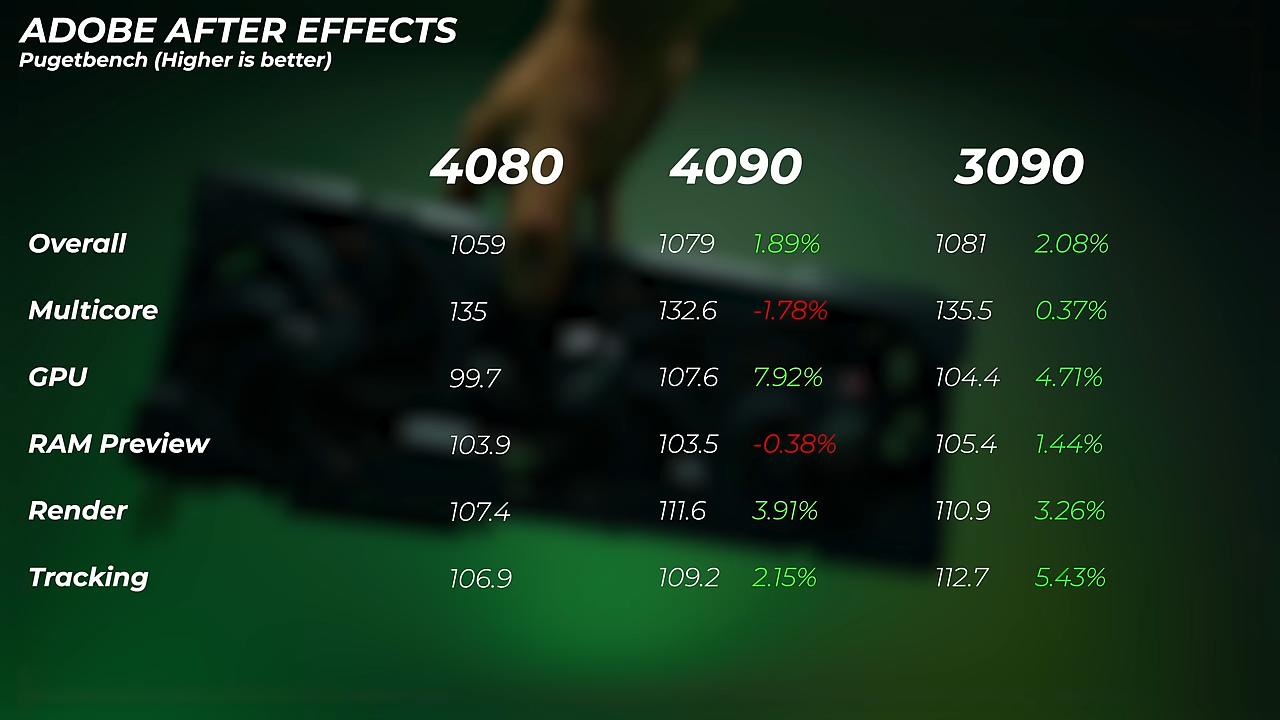 ADOBE AFTER EFFECTS
Pugetbench (Higher is better)
4080 4090 3090
Overall 1059 1079 1.89% 1081 2.08%
Multicore 135 132.6 -1.78% 135.5 0.37%
GPU 99.7 107.6 7.92% 104.4 4.71%
RAM Preview 103.9 103.5 -0.38% 105.4 1.44%
Render 107.4 111.6 3.91% 110.9 3.26%
Tracking 106.9 109.2 2.15% 112.7 5.43%